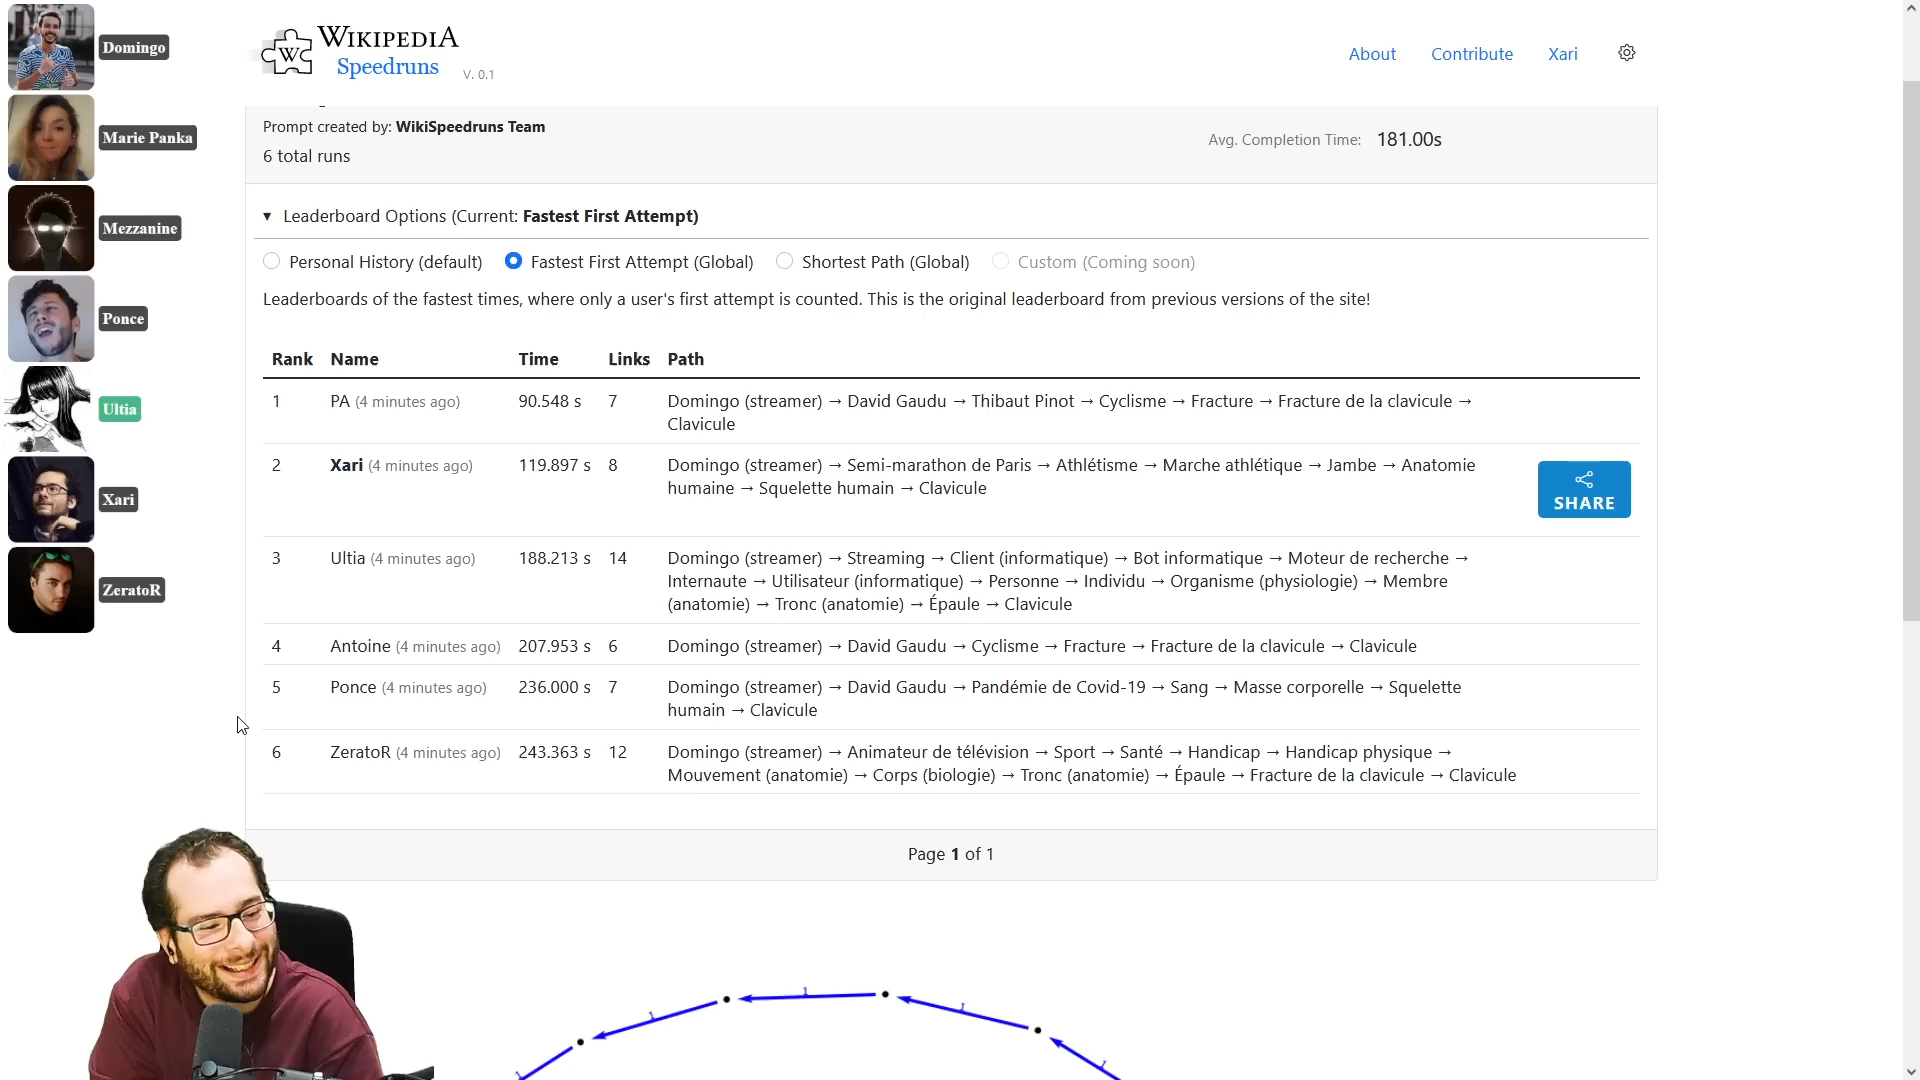 Domingo
Marie Panka
Mezzanine
Ponce
Ultia
Xari
ZeratoR
W
WIKIPEDIA
Speedruns
V. 0.1
About
Contribute
Xari
Prompt created by: WikiSpeedruns Team
6 total runs
Avg. Completion Time: 181.00s
▼ Leaderboard Options (Current: Fastest First Attempt)
Personal History (default)
Fastest First Attempt (Global)
Shortest Path (Global)
Custom (Coming soon)
Leaderboards of the fastest times, where only a user's first attempt is counted. This is the original leaderboard from previous versions of the site!
Rank Name Time Links Path
1 PA (4 minutes ago) 90.548 s 7 Domingo (streamer) → David Gaudu → Thibaut Pinot → Cyclisme → Fracture → Fracture de la clavicule →
Clavicule
2 Xari (4 minutes ago) 119.897 s 8 Domingo (streamer) → Semi-marathon de Paris → Athlétisme → Marche athlétique → Jambe → Anatomie
humaine → Squelette humain → Clavicule
SHARE
3 Ultia (4 minutes ago) 188.213 s 14 Domingo (streamer) → Streaming → Client (informatique) → Bot informatique → Moteur de recherche →
Internaute → Utilisateur (informatique) → Personne → Individu → Organisme (physiologie) → Membre
(anatomie) → Tronc (anatomie) → Épaule → Clavicule
4 Antoine (4 minutes ago) 207.953 s 6 Domingo (streamer) → David Gaudu → Cyclisme → Fracture → Fracture de la clavicule → Clavicule
5 Ponce (4 minutes ago) 236.000 s 7 Domingo (streamer) → David Gaudu → Pandémie de Covid-19 → Sang → Masse corporelle → Squelette
humain → Clavicule
6 ZeratoR (4 minutes ago) 243.363 s 12 Domingo (streamer) → Animateur de télévision → Sport → Santé → Handicap → Handicap physique →
Mouvement (anatomie) → Corps (biologie) → Tronc (anatomie) → Épaule → Fracture de la clavicule → Clavicule
Page 1 of 1
1
1
1
1
1